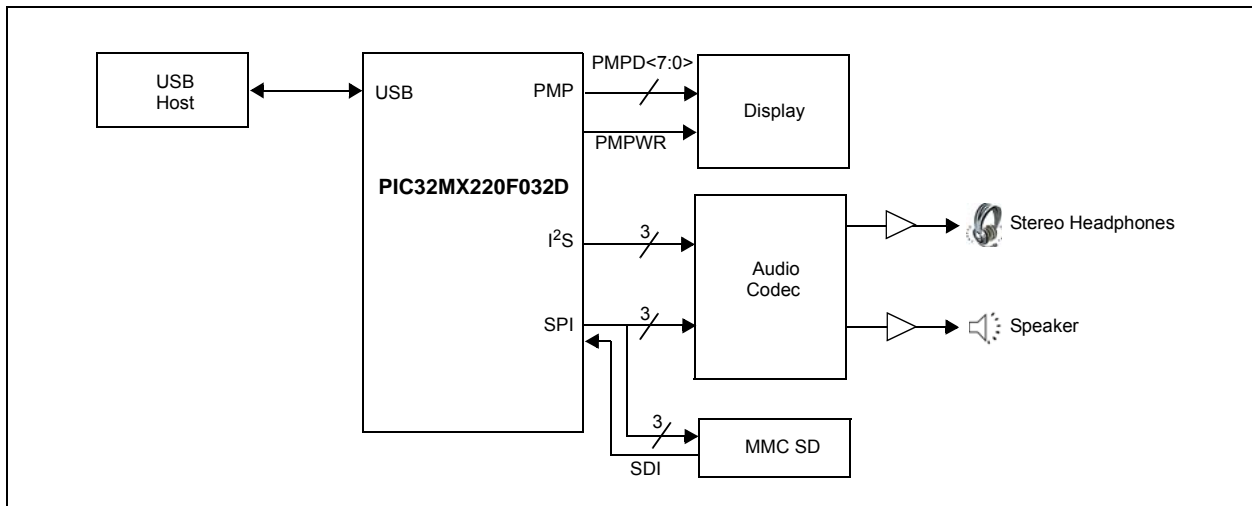 USB
Host
USB
PMP
PMPD<7:0>
PMPWR
Display
PIC32MX220F032D
I²S
3
Audio
Codec
Stereo Headphones
SPI
3
Speaker
3
SDI
MMC SD